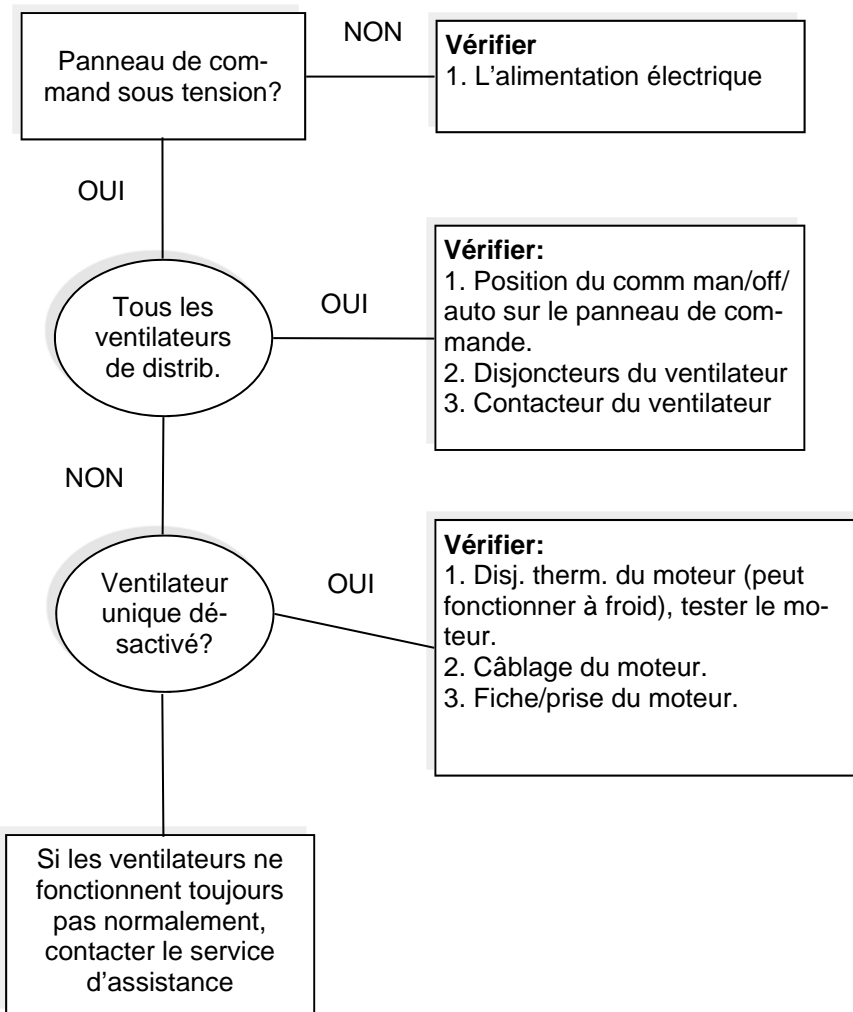 Panneau de com-
mand sous tension?
NON
Vérifier
1. L'alimentation électrique
OUI
Tous les
ventilateurs
de distrib.
OUI
Vérifier:
1. Position du comm man/off/
auto sur le panneau de com-
mande.
2. Disjoncteurs du ventilateur
3. Contacteur du ventilateur
NON
Ventilateur
unique dé-
sactivé?
OUI
Vérifier:
1. Disj. therm. du moteur (peut
fonctionner à froid), tester le mo-
teur.
2. Câblage du moteur.
3. Fiche/prise du moteur.
Si les ventilateurs ne
fonctionnent toujours
pas normalement,
contacter le service
d'assistance